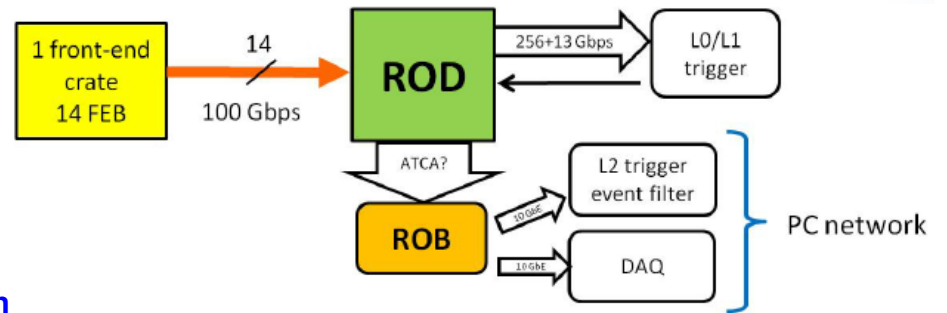 1 front-end
crate
14 FEB
14
100 Gbps
ROD
256+13 Gbps
L0/L1
trigger
ATCA?
ROB
10 GbE
L2 trigger
event filter
10 GbE
DAQ
PC network
n